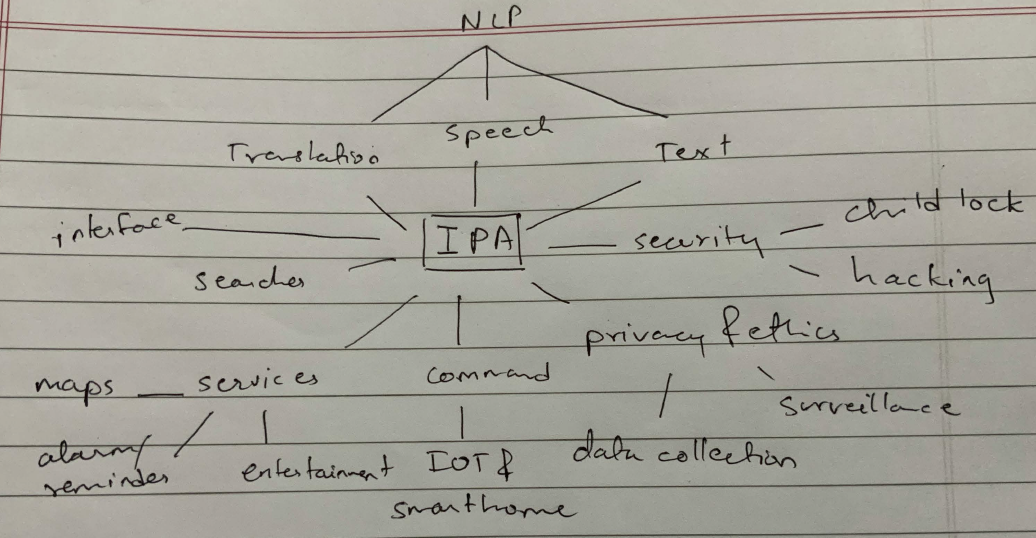 NLP
Translation
Speech
Text
interface
IPA
security
child lock
searches
hacking
privacy & ethics
maps
services
command
surveillance
alarm/
reminder
entertainment
IOT &
smarthome
data collection